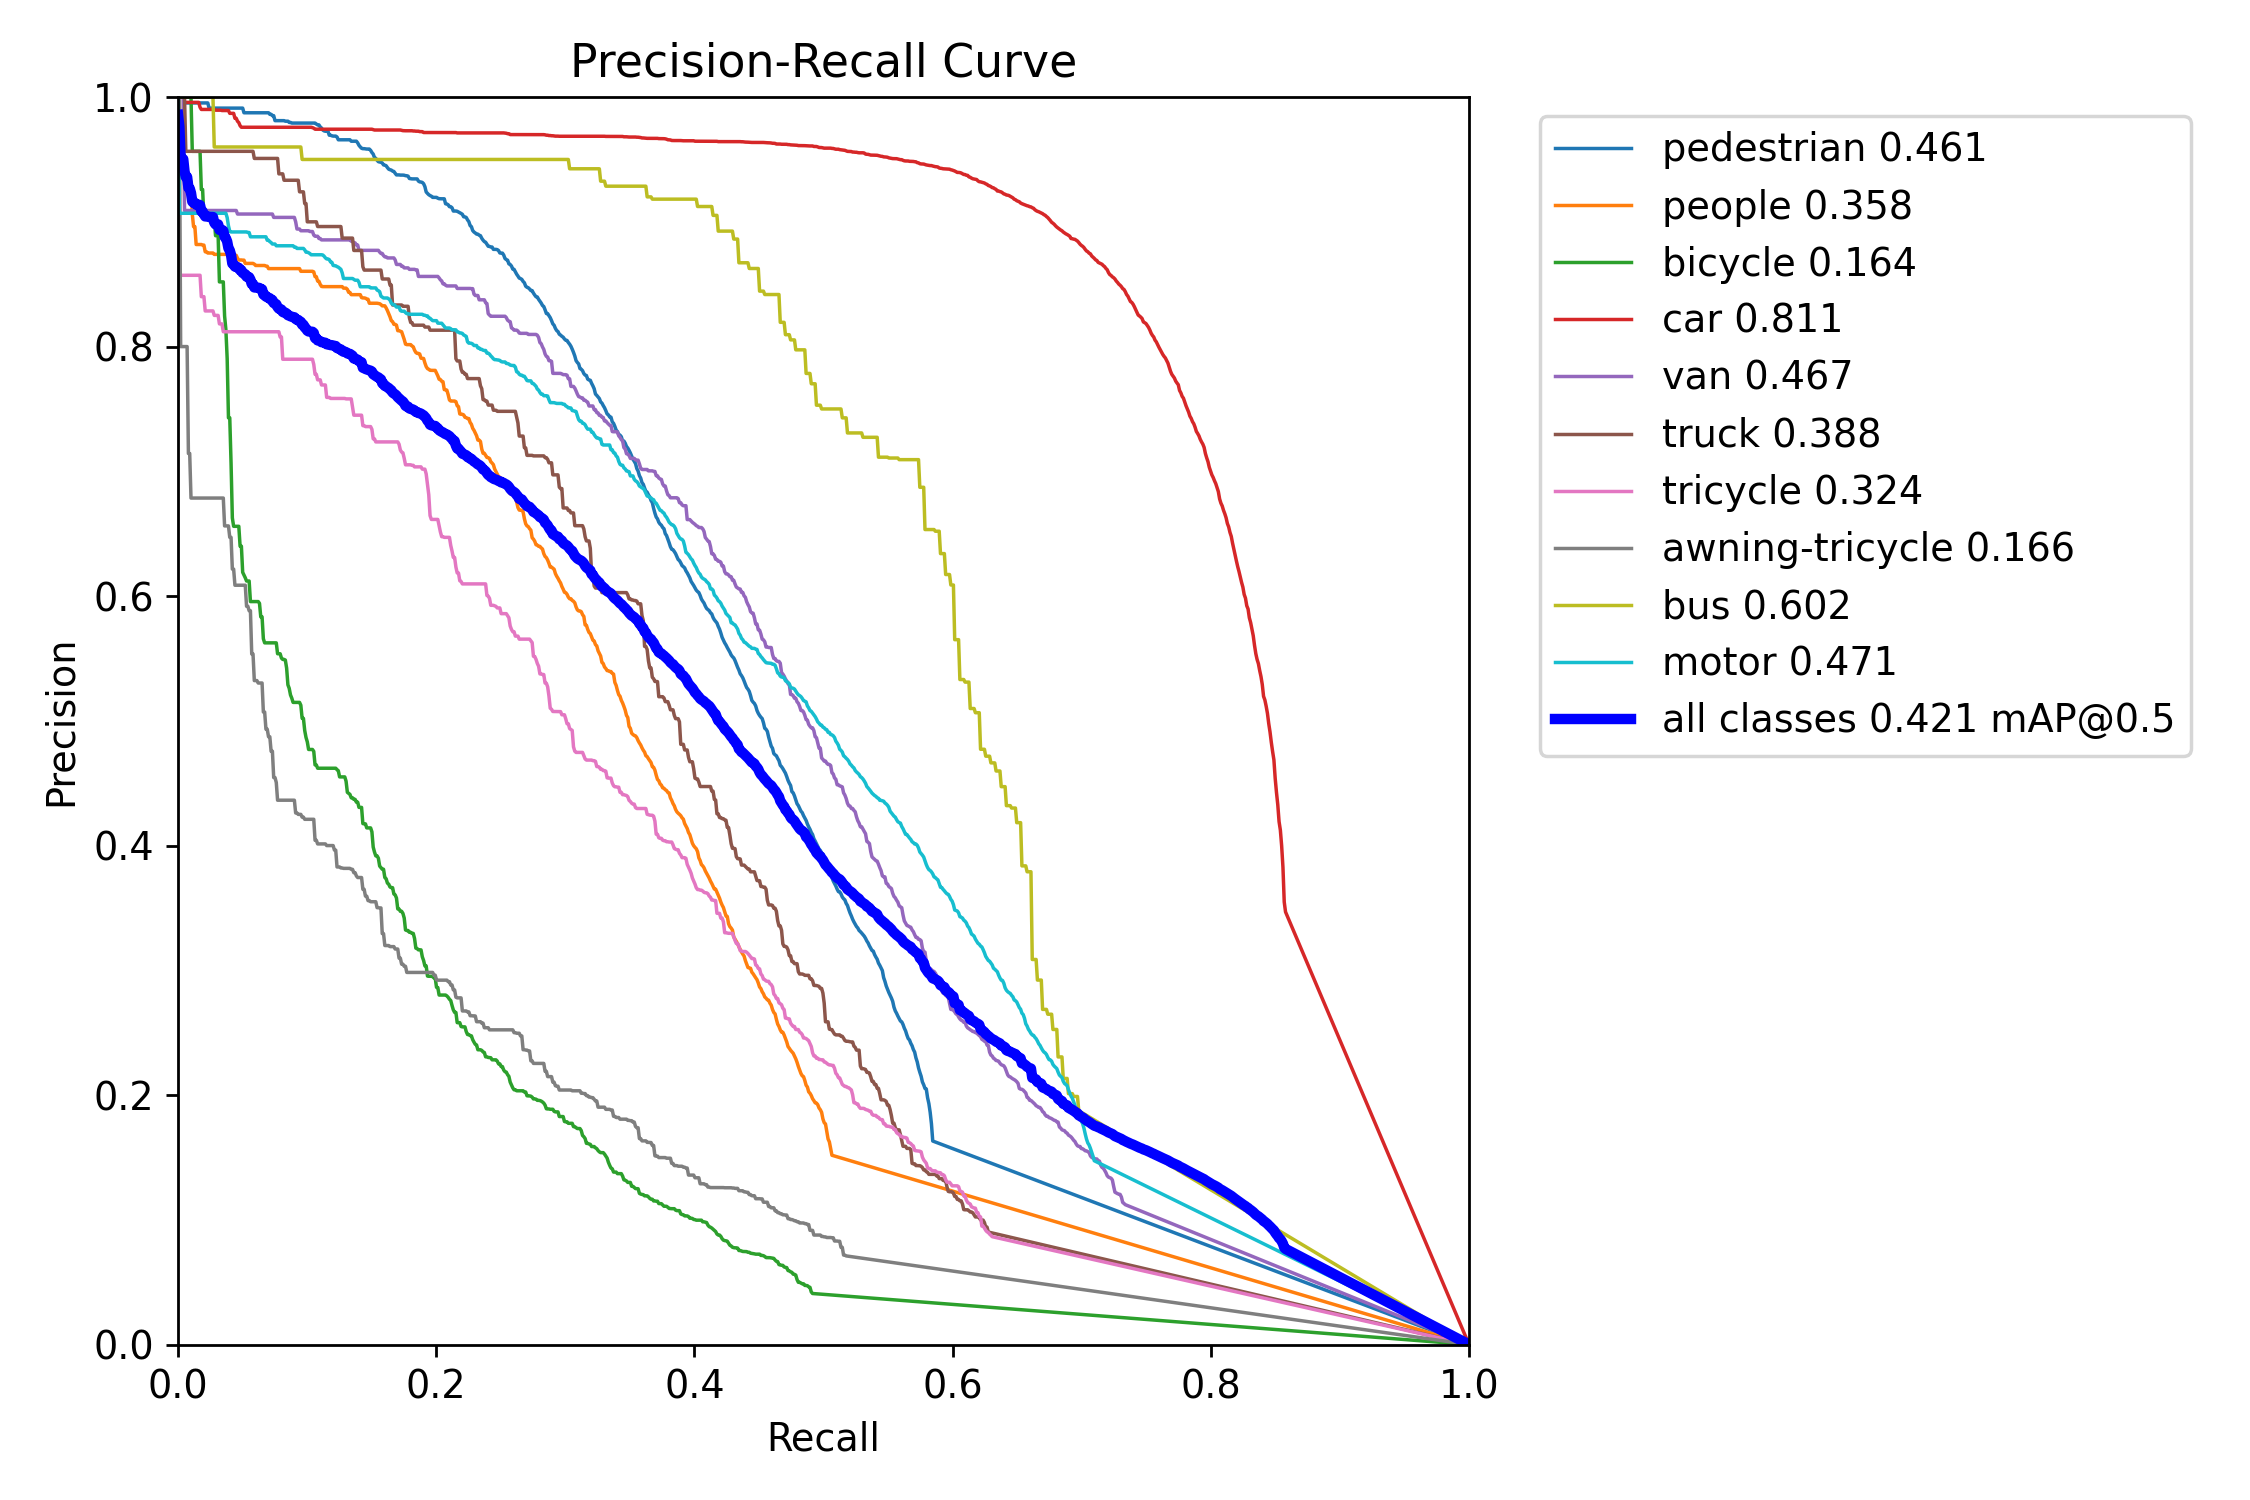 Precision-Recall Curve
1.0
0.8
0.6
0.4
0.2
0.0
Precision
0.0 0.2 0.4 0.6 0.8 1.0
Recall
pedestrian 0.461
people 0.358
bicycle 0.164
car 0.811
van 0.467
truck 0.388
tricycle 0.324
awning-tricycle 0.166
bus 0.602
motor 0.471
all classes 0.421 mAP@0.5